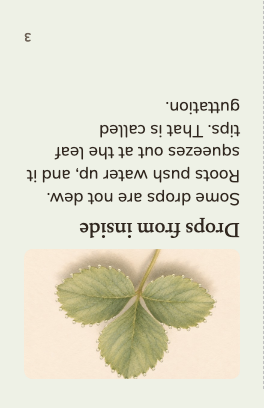 Drops from inside
Some drops are not dew.
Roots push water up, and it
squeezes out at the leaf
tips. That is called
guttation.
3